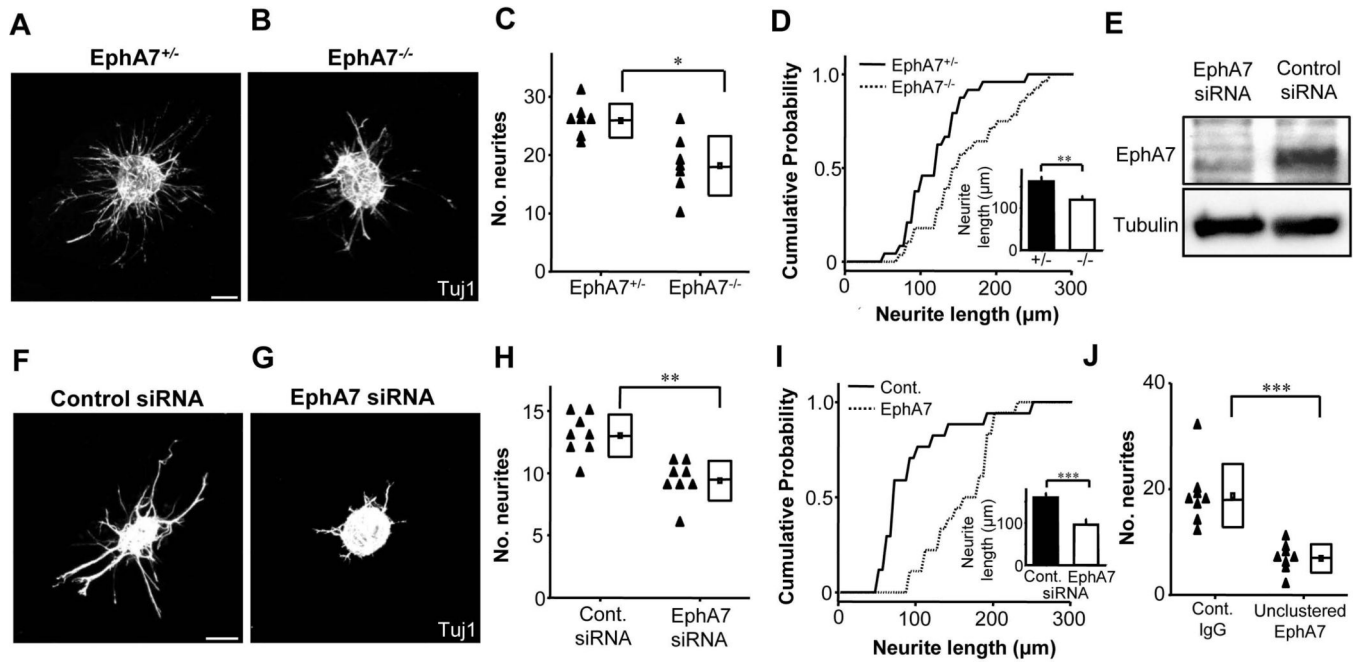 A
EphA7+/-
B
EphA7-/-
Tuj1
C
No. neurites
30
20
10
0
*
EphA7+/-
EphA7-/-
D
EphA7+/-
EphA7-/-
Cumulative Probability
1.0
0.5
0
0
100
200
300
Neurite length (µm)
Neurite
length (µm)
100
0
**
+/-
-/-
E
EphA7
siRNA
Control
siRNA
EphA7
Tubulin
F
Control siRNA
G
EphA7 siRNA
Tuj1
H
No. neurites
15
10
5
0
**
Cont.
siRNA
EphA7
siRNA
I
Cont.
EphA7
Cumulative Probability
1.0
0.5
0
0
100
200
300
Neurite length (µm)
Neurite
length (µm)
100
0
***
Cont. EphA7
siRNA
J
No. neurites
40
20
0
***
Cont.
IgG
Unclustered
EphA7